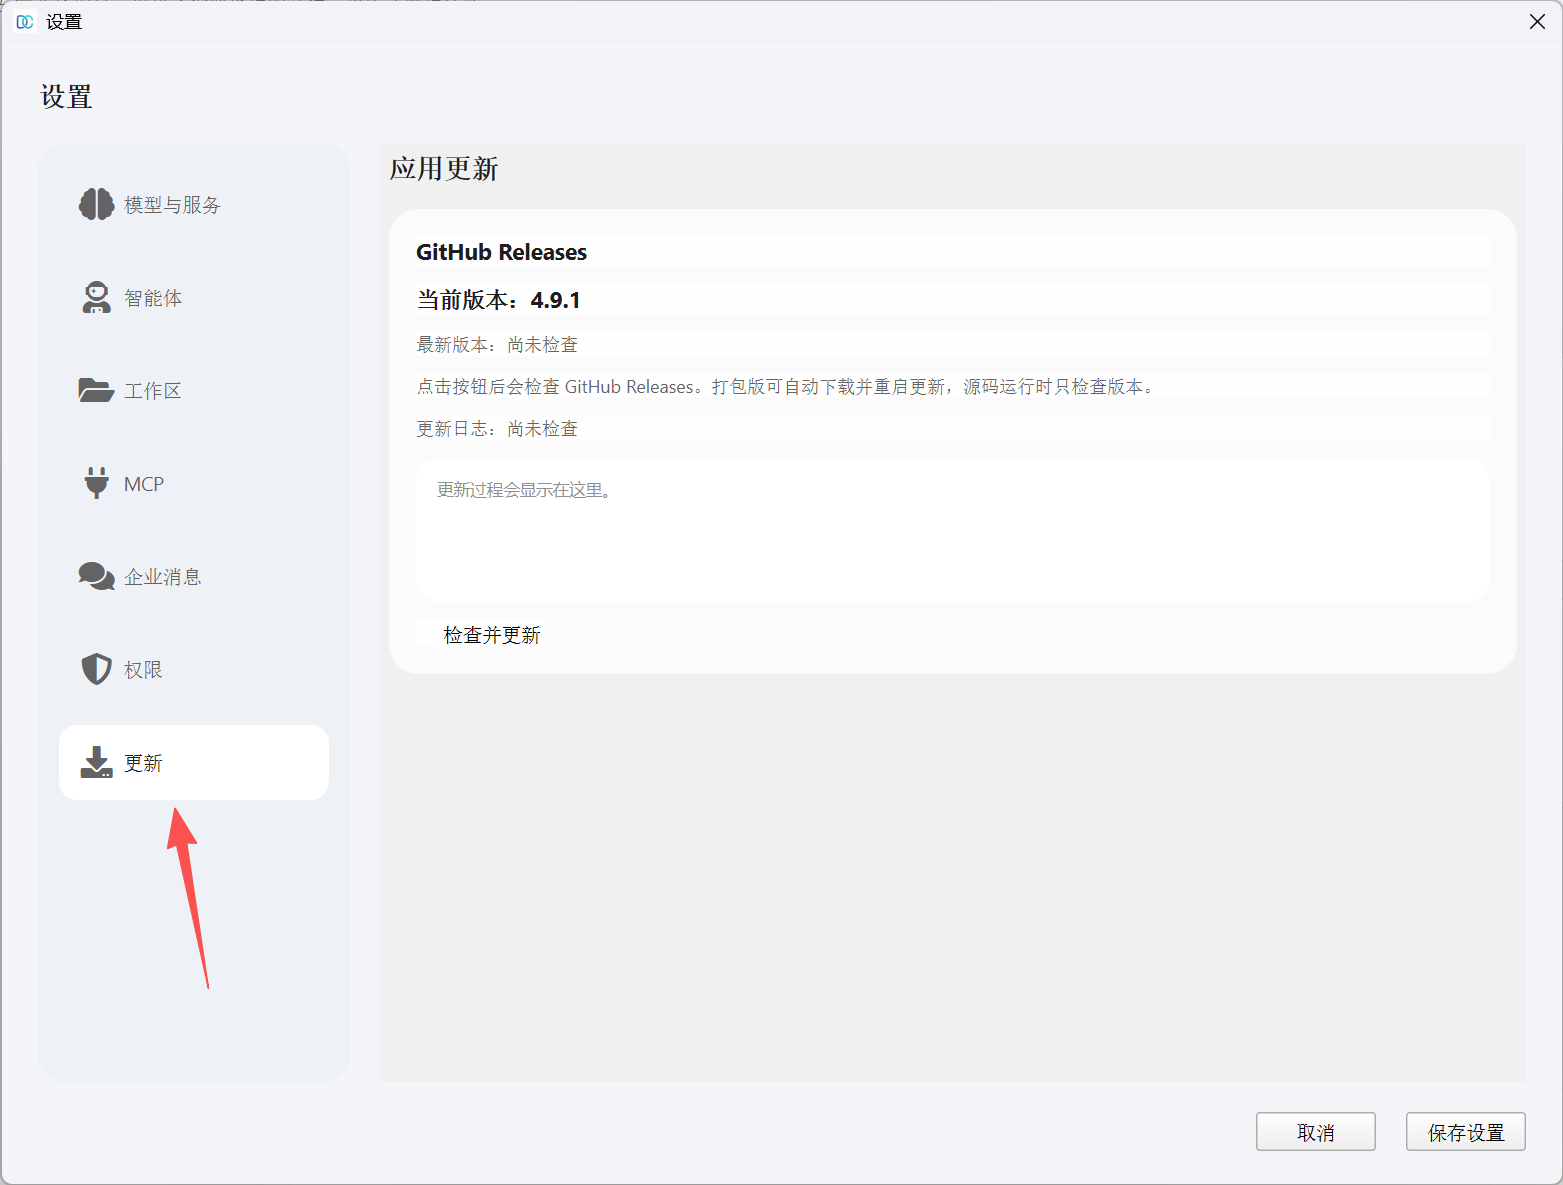 设置
设置
模型与服务
智能体
工作区
MCP
企业消息
权限
更新
应用更新
GitHub Releases
当前版本：4.9.1
最新版本：尚未检查
点击按钮后会检查 GitHub Releases。打包版可自动下载并重启更新，源码运行时只检查版本。
更新日志：尚未检查
更新过程会显示在这里。
检查并更新
取消
保存设置